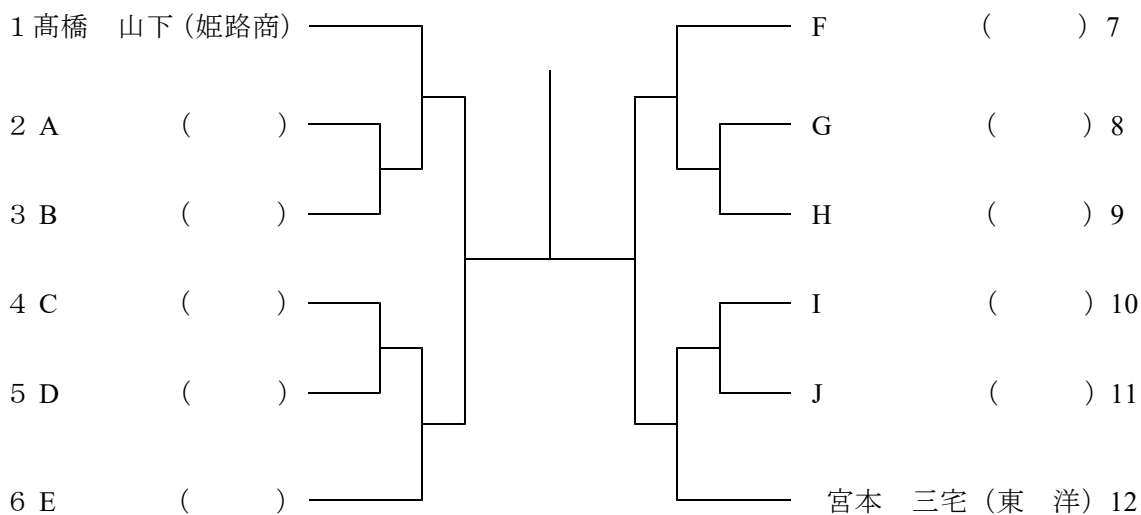 1 髙橋　山下（姫路商）
2 A （　　　）
3 B （　　　）
4 C （　　　）
5 D （　　　）
6 E （　　　）
F （　　　）7
G （　　　）8
H （　　　）9
I （　　　）10
J （　　　）11
宮本　三宅（東　洋）12